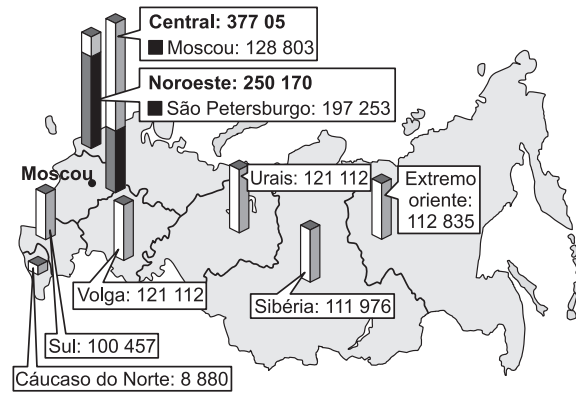 Central: 377 05
Moscou: 128 803
Noroeste: 250 170
São Petersburgo: 197 253
Moscou
Urais: 121 112
Extremo
oriente:
112 835
Volga: 121 112
Sibéria: 111 976
Sul: 100 457
Cáucaso do Norte: 8 880